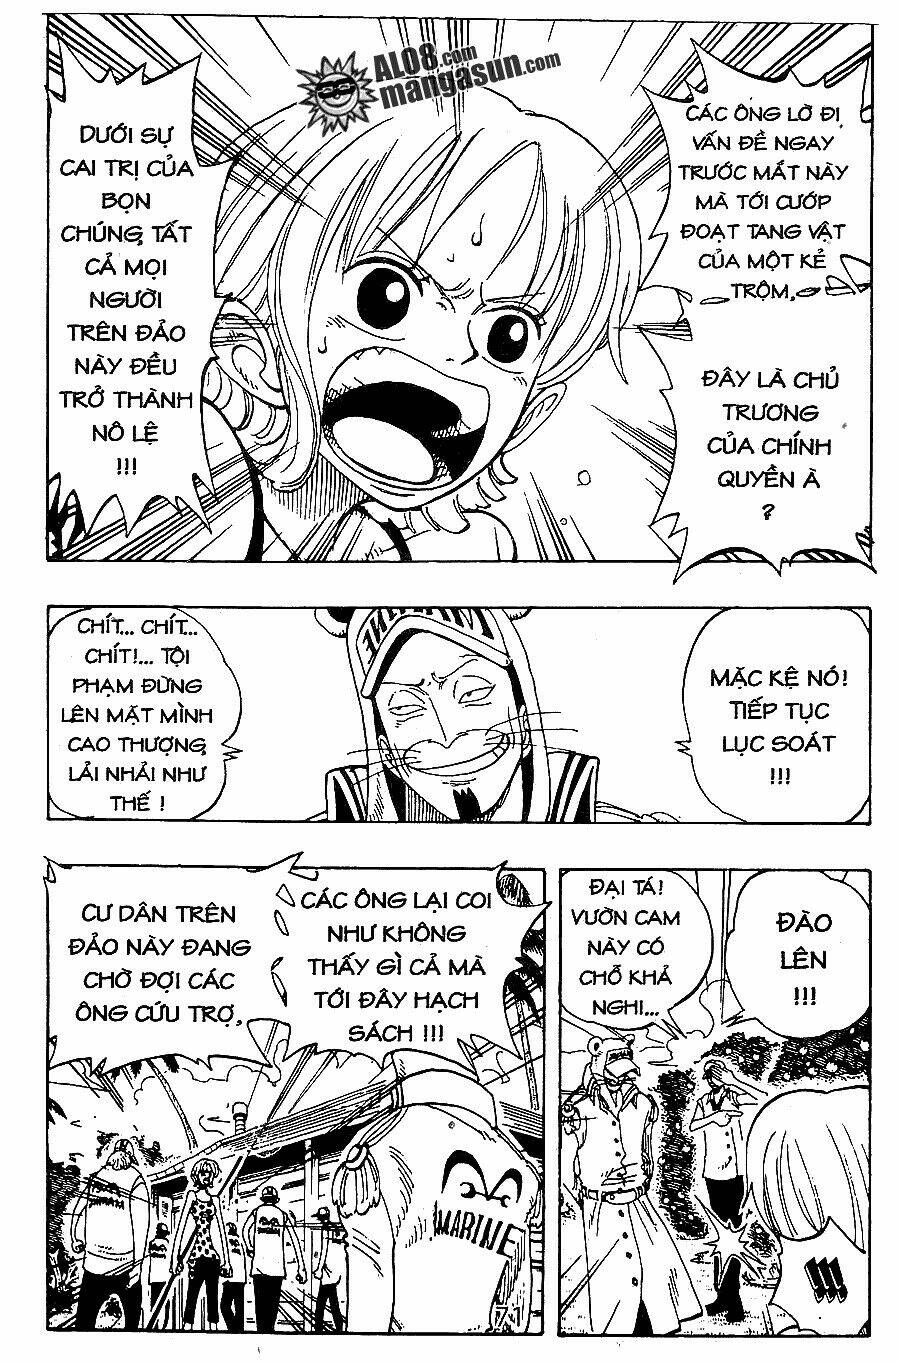 AL08.com
mangasun.com
CÁC ÔNG LỜ ĐI
VẤN ĐỀ NGAY
TRƯỚC MẮT NÀY
MÀ TỚI CƯỚP
ĐOẠT TANG VẬT
CỦA MỘT KẺ
TRỘM,
ĐÂY LÀ CHỦ
TRƯƠNG
CỦA CHÍNH
QUYỀN À
?
DƯỚI SỰ
CAI TRỊ CỦA
BỌN
CHÚNG, TẤT
CẢ MỌI
NGƯỜI
TRÊN ĐẢO
NÀY ĐỀU
TRỞ THÀNH
NÔ LỆ
!!!
MẶC KỆ NÓ!
TIẾP TỤC
LỤC SOÁT
!!!
MARINE
CHÍT... CHÍT...
CHÍT!... TỘI
PHẠM ĐỪNG
LÊN MẶT MÌNH
CAO THƯỢNG,
LẢI NHẢI NHƯ
THẾ !
ĐÀO
LÊN
!!!
ĐẠI TÁ!
VƯỜN CAM
NÀY CÓ
CHỖ KHẢ
NGHI...
!!!
CÁC ÔNG LẠI COI
NHƯ KHÔNG
THẤY GÌ CẢ MÀ
TỚI ĐÂY HẠCH
SÁCH !!!
CƯ DÂN TRÊN
ĐẢO NÀY ĐANG
CHỜ ĐỢI CÁC
ÔNG CỨU TRỢ,
MARINE